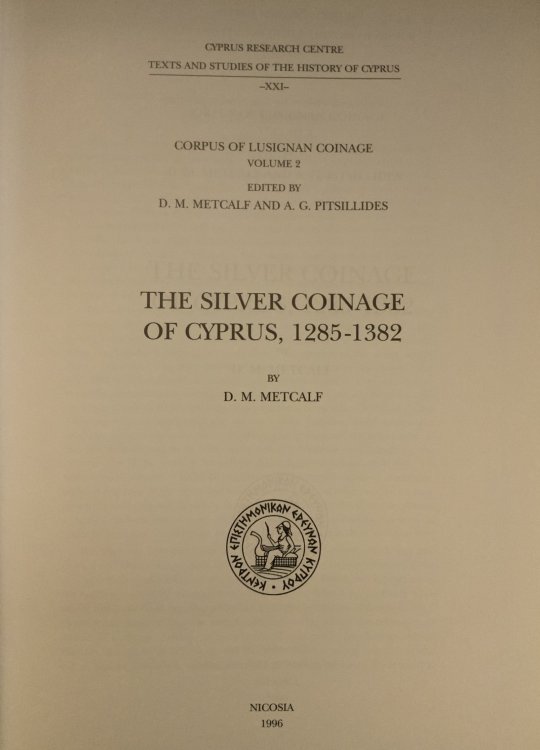 CYPRUS RESEARCH CENTRE
TEXTS AND STUDIES OF THE HISTORY OF CYPRUS
–XXI–
CORPUS OF LUSIGNAN COINAGE
VOLUME 2
EDITED BY
D. M. METCALF AND A. G. PITSILLIDES
THE SILVER COINAGE
OF CYPRUS, 1285-1382
BY
D. M. METCALF
ΚΕΝΤΡΟΝ ΕΠΙΣΤΗΜΟΝΙΚΩΝ ΕΡΕΥΝΩΝ ΚΥΠΡΟΥ
NICOSIA
1996